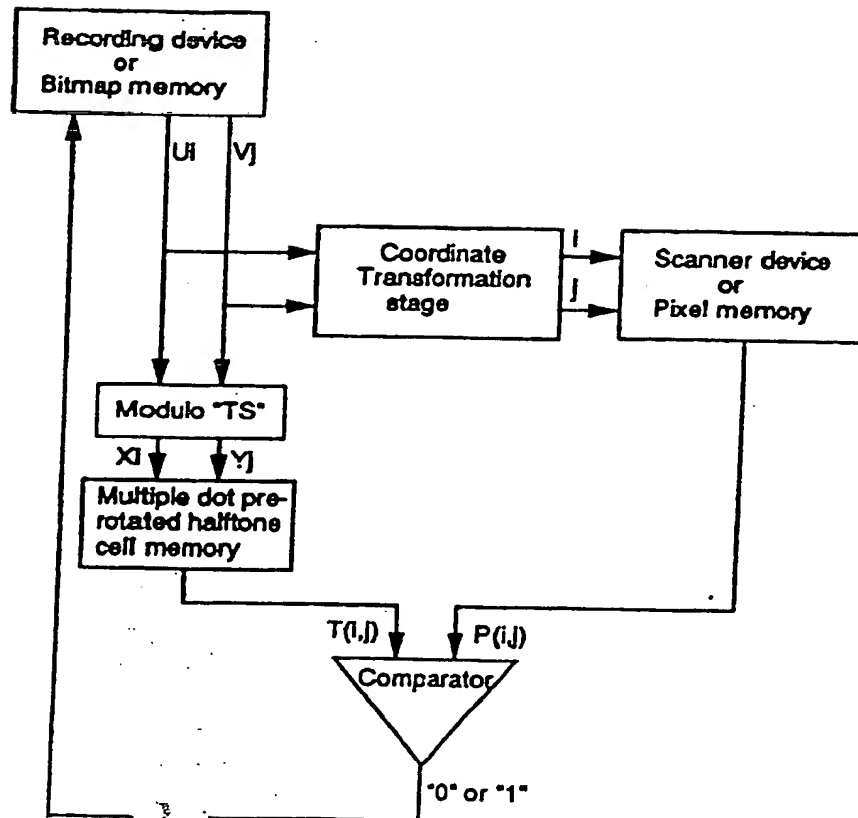 Recording device
or
Bitmap memory
Ui Vj
Coordinate
Transformation
stage
i
j
Scanner device
or
Pixel memory
Modulo "TS"
Xi Yj
Multiple dot pre-
rotated halftone
cell memory
T(i,j) P(i,j)
Comparator
"0" or "1"